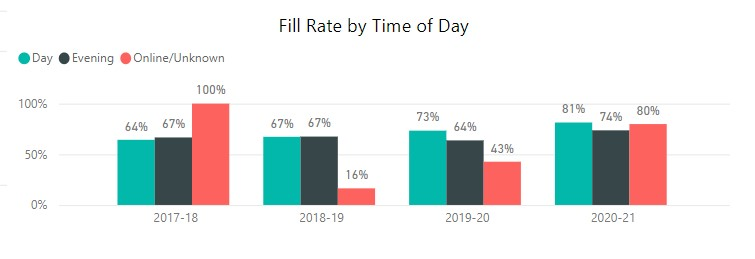 Fill Rate by Time of Day
Day Evening Online/Unknown
100%
50%
0%
64% 67% 100%
67% 67% 16%
73% 64% 43%
81% 74% 80%
2017-18 2018-19 2019-20 2020-21